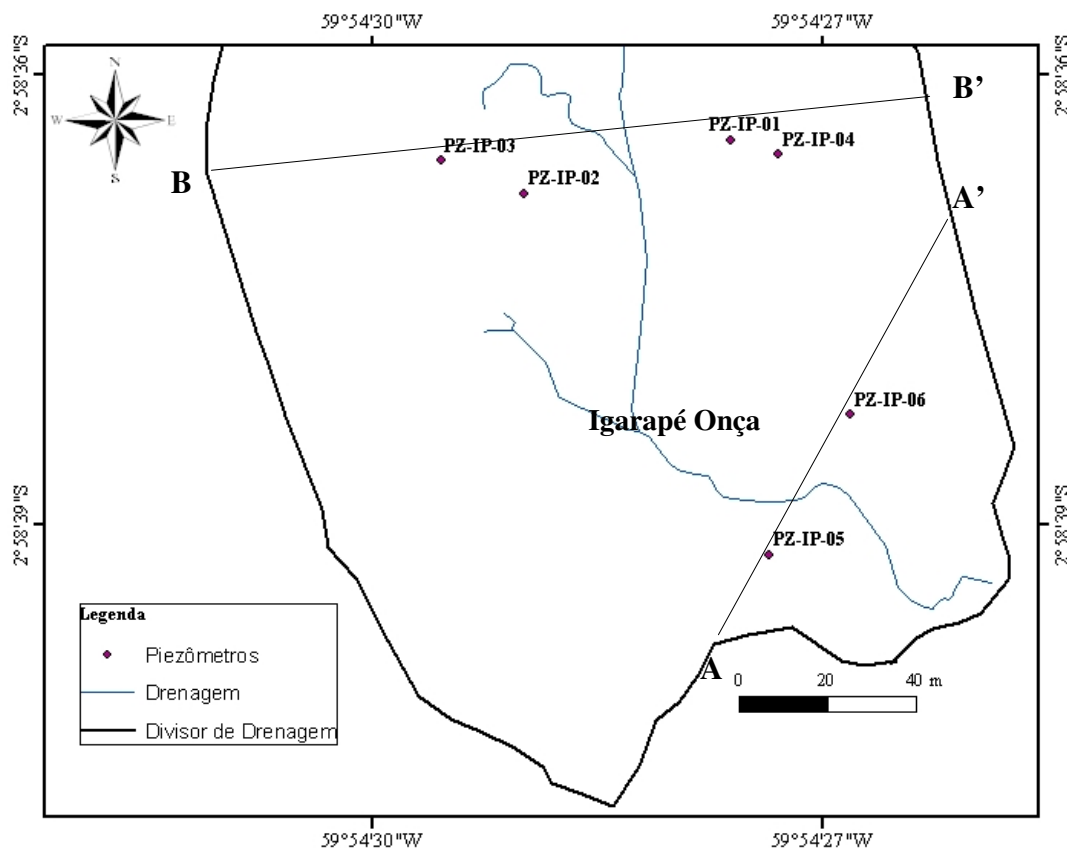 59°54'30"W
59°54'27"W
2°58'36"S
2°58'36"S
N
W
E
S
B'
PZ-IP-01
PZ-IP-03
PZ-IP-04
B
PZ-IP-02
A'
PZ-IP-06
Igarapé Onça
2°58'39"S
2°58'39"S
PZ-IP-05
Legenda
Piezômetros
Drenagem
Divisor de Drenagem
A
0 20 40 m
59°54'30"W
59°54'27"W